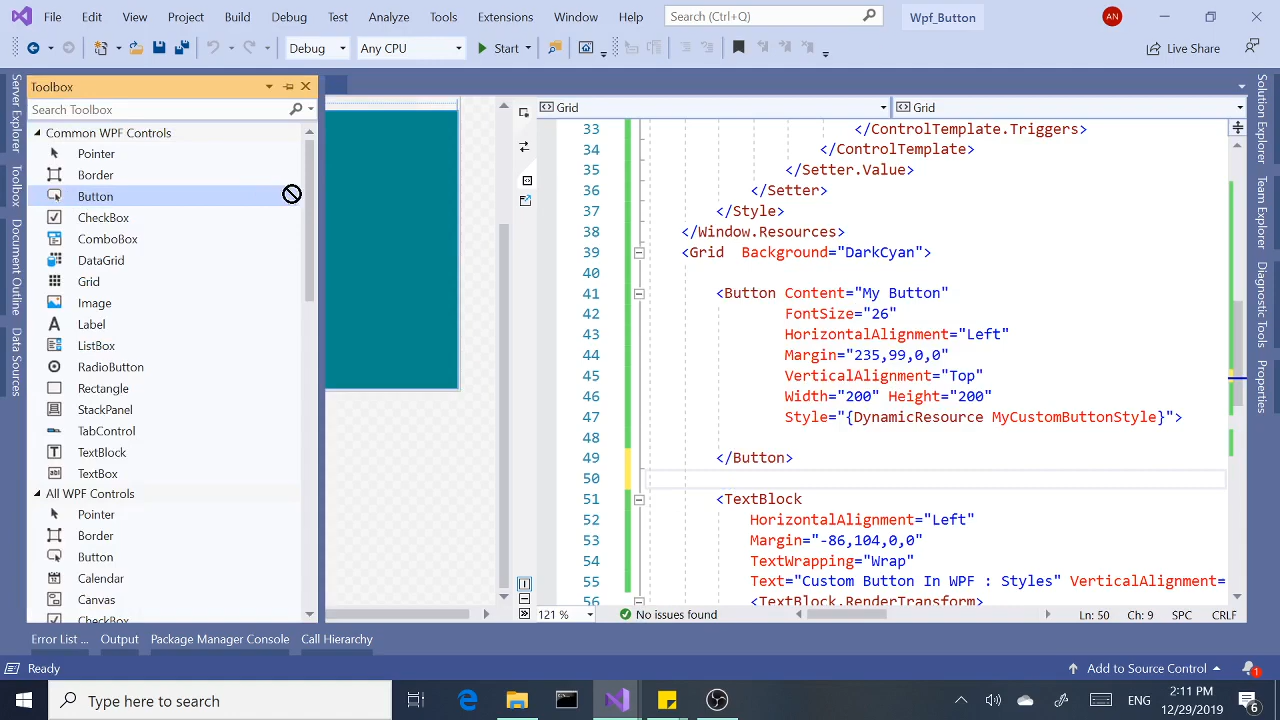 File Edit View Project Build Debug Test Analyze Tools Extensions Window Help Search (Ctrl+Q) Wpf_Button AN
Debug Any CPU Start Live Share
Server Explorer
Toolbox
Document Outline
Data Sources
Toolbox
Search Toolbox
Common WPF Controls
Pointer
Border
Button
CheckBox
ComboBox
DataGrid
Grid
Image
Label
ListBox
RadioButton
Rectangle
StackPanel
TabControl
TextBlock
TextBox
All WPF Controls
Pointer
Border
Button
Calendar
Canvas
CheckBox
Grid Grid
33 </ControlTemplate.Triggers>
34 </ControlTemplate>
35 </Setter.Value>
36 </Setter>
37 </Style>
38 </Window.Resources>
39 <Grid Background="DarkCyan">
40
41 <Button Content="My Button"
42 FontSize="26"
43 HorizontalAlignment="Left"
44 Margin="235,99,0,0"
45 VerticalAlignment="Top"
46 Width="200" Height="200"
47 Style="{DynamicResource MyCustomButtonStyle}">
48
49 </Button>
50
51 <TextBlock
52 HorizontalAlignment="Left"
53 Margin="-86,104,0,0"
54 TextWrapping="Wrap"
55 Text="Custom Button In WPF : Styles" VerticalAlignment=
56 <TextBlock.RenderTransform>
121 % No issues found Ln: 50 Ch: 9 SPC CRLF
Solution Explorer
Team Explorer
Diagnostic Tools
Properties
Error List ... Output Package Manager Console Call Hierarchy
Ready Add to Source Control 1
Type here to search ENG 2:11 PM
12/29/2019 6